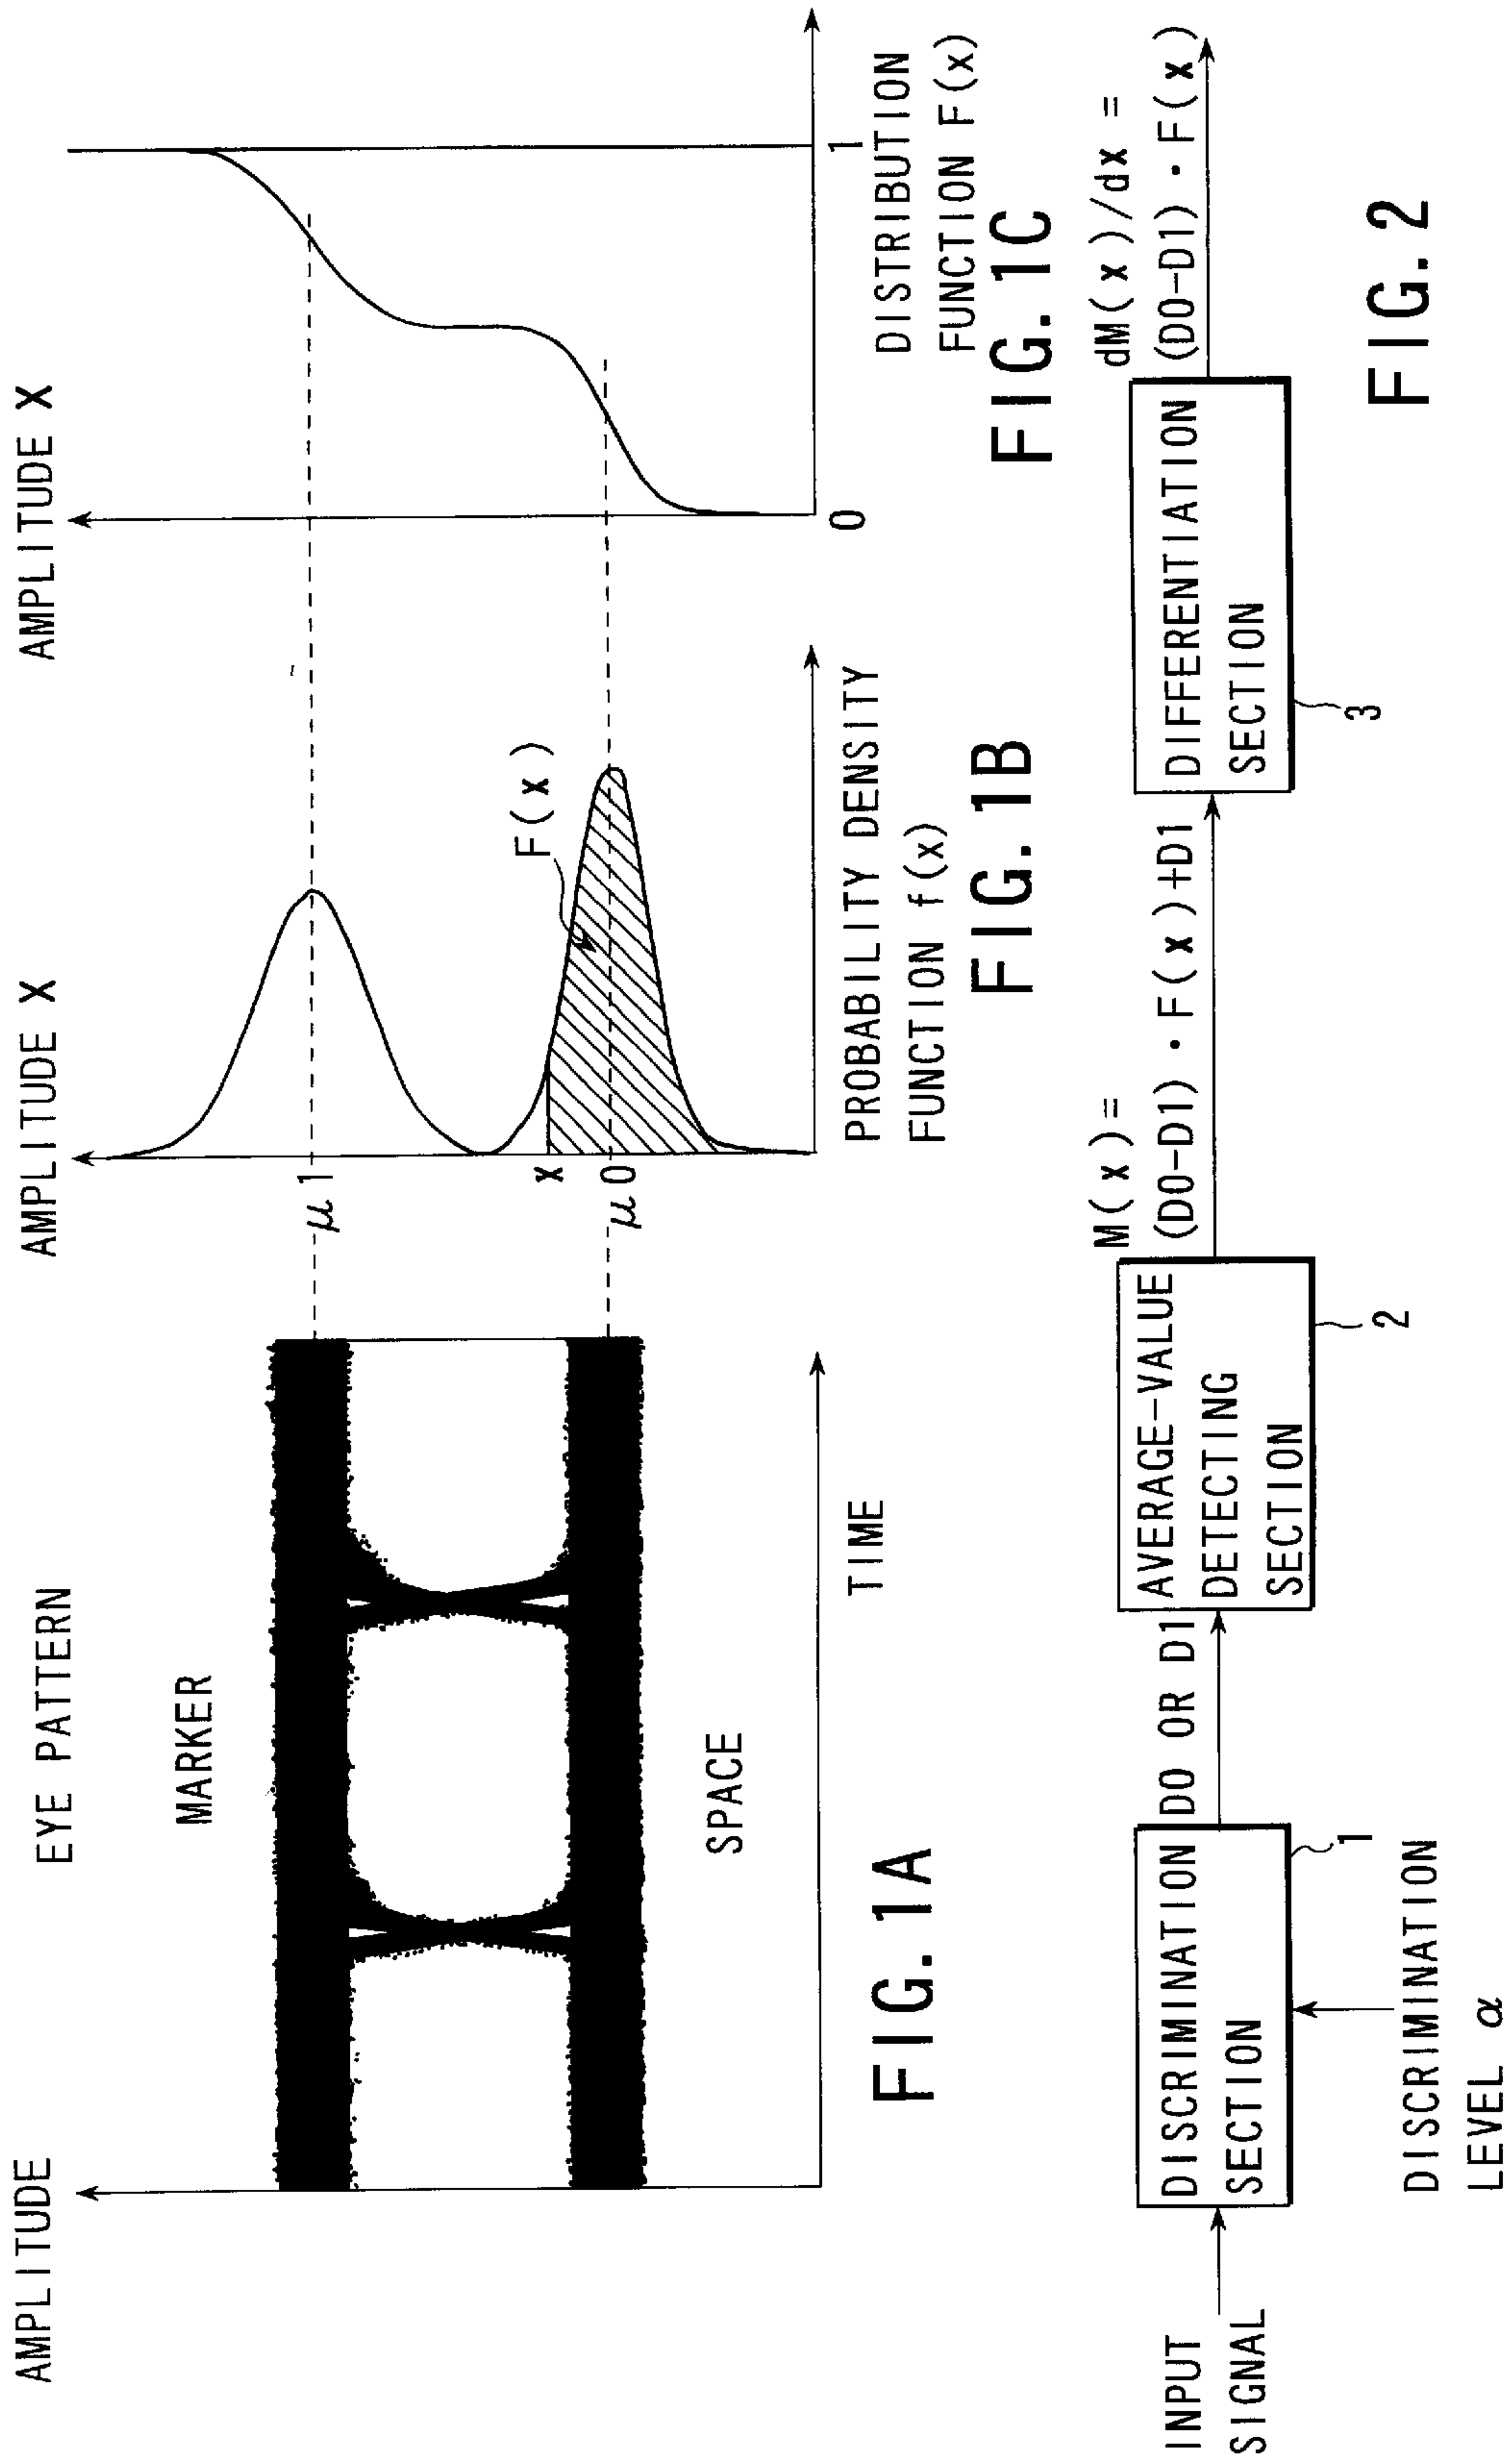 EYE PATTERN
AMPLITUDE
MARKER
SPACE
TIME
FIG. 1A
AMPLITUDE X
μ1
x
μ0
F(x)
PROBABILITY DENSITY
FUNCTION f(x)
FIG. 1B
AMPLITUDE X
0
1
DISTRIBUTION
FUNCTION F(x)
FIG. 1C
INPUT
SIGNAL
DISCRIMINATION
SECTION
1
DISCRIMINATION
LEVEL α
D0 OR D1
AVERAGE-VALUE
DETECTING
SECTION
2
M(x)=
(D0-D1)・F(x)+D1
DIFFERENTIATION
SECTION
3
dM(x)/dx =
(D0-D1)・F(x)
FIG. 2